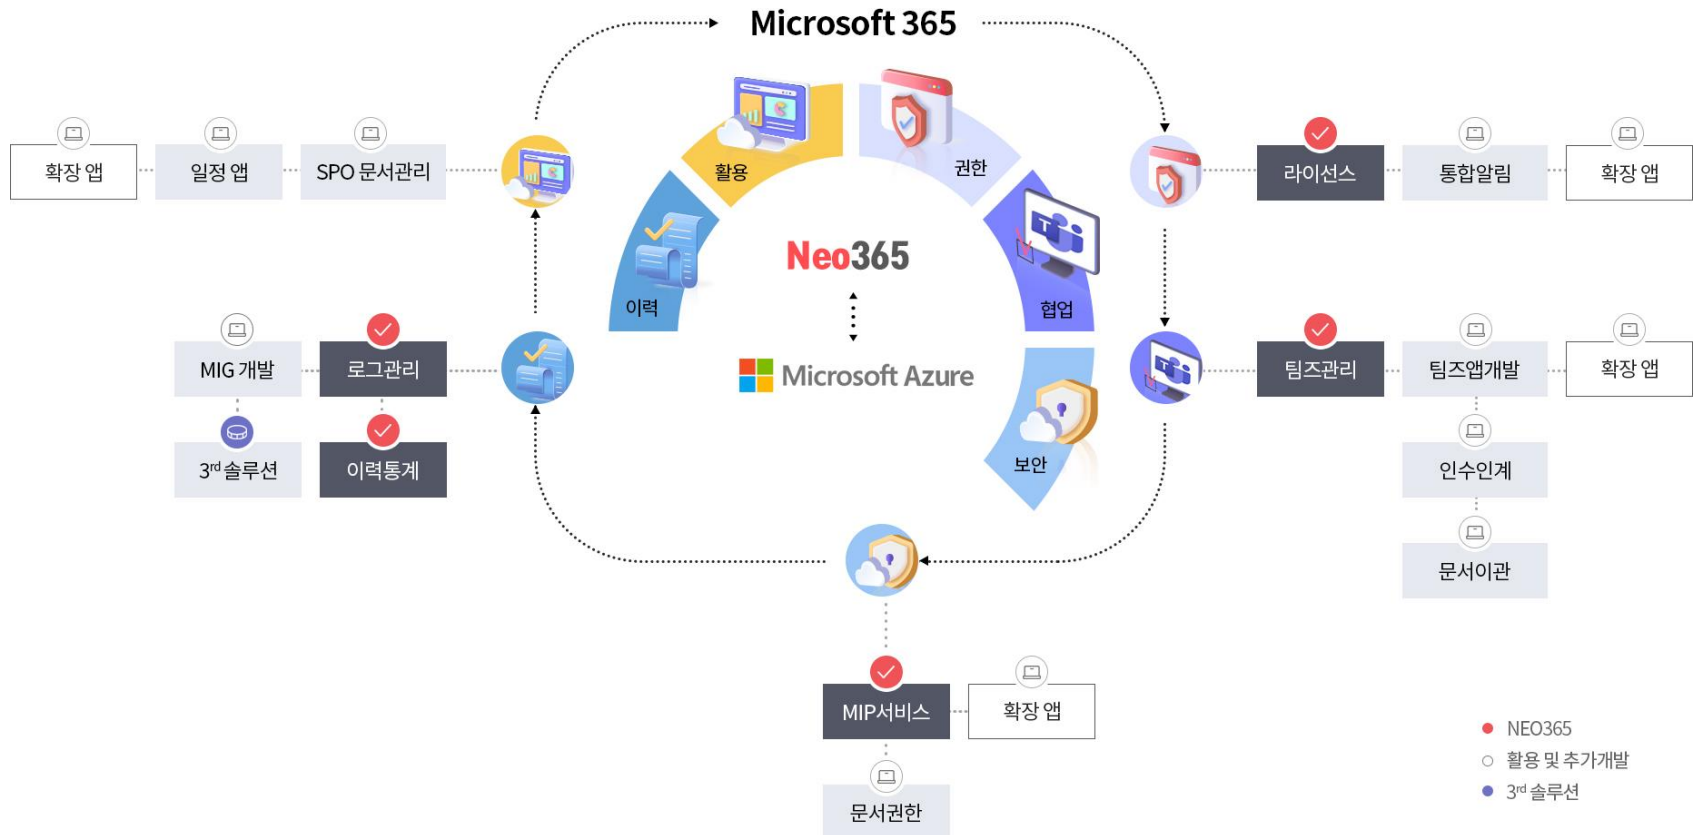 Microsoft 365
활용
권한
이력
협업
보안
Neo365
Microsoft Azure
확장 앱
일정 앱
SPO 문서관리
라이선스
통합알림
확장 앱
MIG 개발
로그관리
3rd 솔루션
이력통계
팀즈관리
팀즈앱개발
확장 앱
인수인계
문서이관
MIP서비스
확장 앱
문서권한
NEO365
활용 및 추가개발
3rd 솔루션